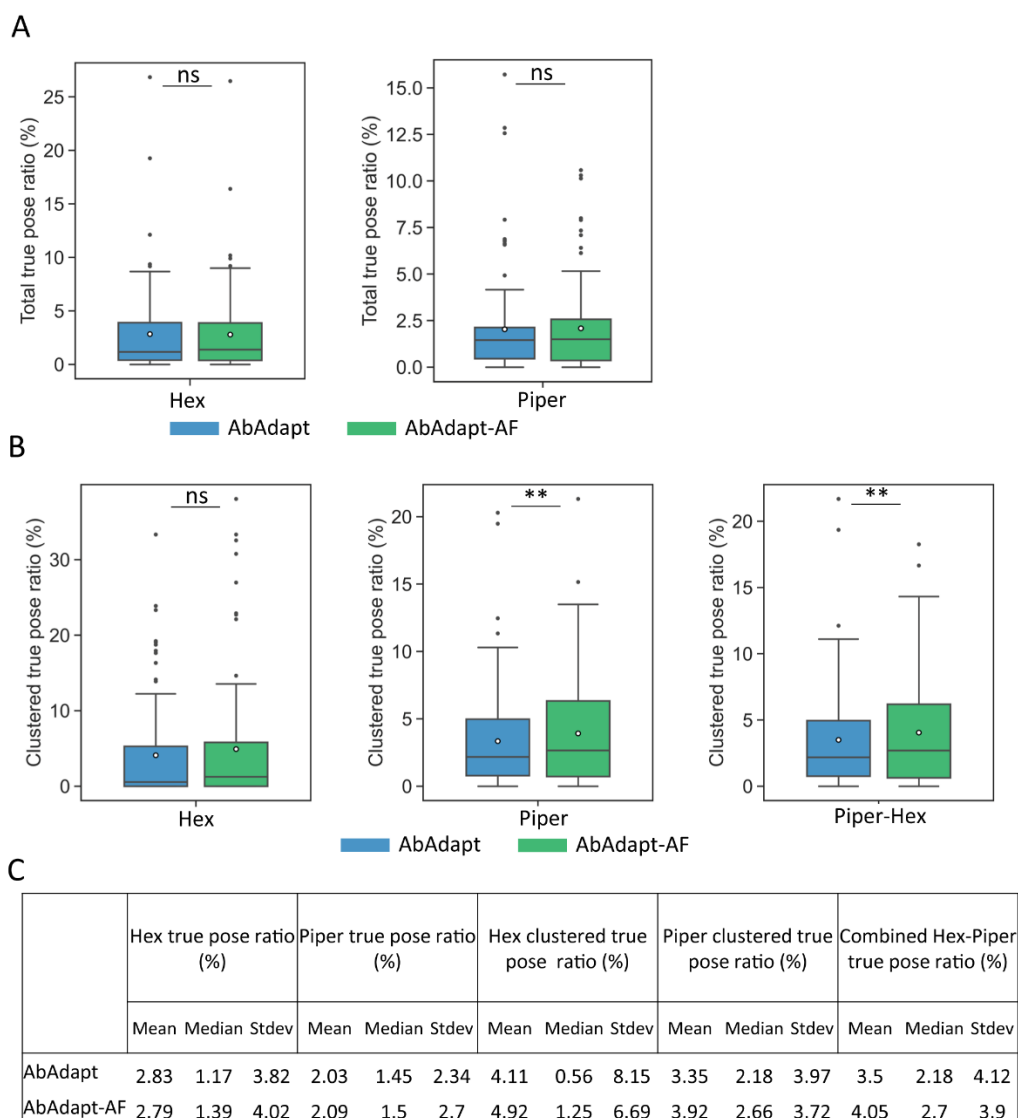 A
Total true pose ratio (%)
25
20
15
10
5
0
ns
Hex
Total true pose ratio (%)
15.0
12.5
10.0
7.5
5.0
2.5
0.0
ns
Piper
AbAdapt AbAdapt-AF
B
Clustered true pose ratio (%)
30
20
10
0
ns
Hex
Clustered true pose ratio (%)
20
15
10
5
0
**
Piper
Clustered true pose ratio (%)
20
15
10
5
0
**
Piper-Hex
AbAdapt AbAdapt-AF
C
Hex true pose ratio (%)
Piper true pose ratio (%)
Hex clustered true pose ratio (%)
Piper clustered true pose ratio (%)
Combined Hex-Piper true pose ratio (%)
Mean Median Stdev Mean Median Stdev Mean Median Stdev Mean Median Stdev Mean Median Stdev
AbAdapt 2.83 1.17 3.82 2.03 1.45 2.34 4.11 0.56 8.15 3.35 2.18 3.97 3.5 2.18 4.12
AbAdapt-AF 2.79 1.39 4.02 2.09 1.5 2.7 4.92 1.25 6.69 3.92 2.66 3.72 4.05 2.7 3.9